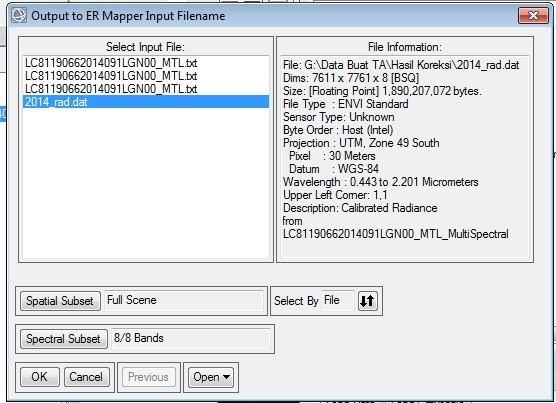 Output to ER Mapper Input Filename
Select Input File:
LC81190662014091LGN00_MTL.txt
LC81190662014091LGN00_MTL.txt
LC81190662014091LGN00_MTL.txt
2014_rad.dat
File Information:
File: G:\Data Buat TA\Hasil Koreksi\2014_rad.dat
Dims: 7611 x 7761 x 8 [BSQ]
Size: [Floating Point] 1,890,207,072 bytes.
File Type : ENVI Standard
Sensor Type: Unknown
Byte Order : Host (Intel)
Projection : UTM, Zone 49 South
Pixel : 30 Meters
Datum : WGS-84
Wavelength : 0.443 to 2.201 Micrometers
Upper Left Corner: 1,1
Description: Calibrated Radiance
from
LC81190662014091LGN00_MTL_MultiSpectral
Spatial Subset Full Scene
Select By File
Spectral Subset 8/8 Bands
OK Cancel Previous Open